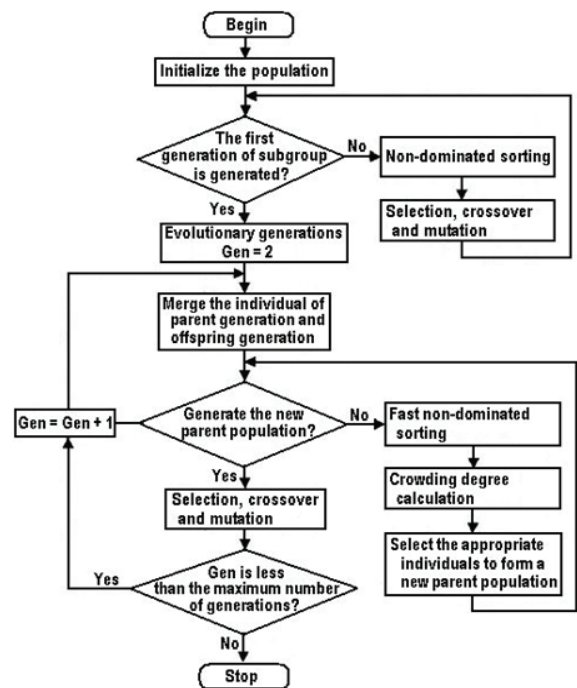 Begin
Initialize the population
The first
generation of subgroup
is generated?
No
Non-dominated sorting
Selection, crossover
and mutation
Yes
Evolutionary generations
Gen = 2
Merge the individual of
parent generation and
offspring generation
Gen = Gen + 1
Generate the new
parent population?
No
Fast non-dominated
sorting
Crowding degree
calculation
Select the appropriate
individuals to form a
new parent population
Yes
Selection, crossover
and mutation
Gen is less
than the maximum number
of generations?
Yes
No
Stop